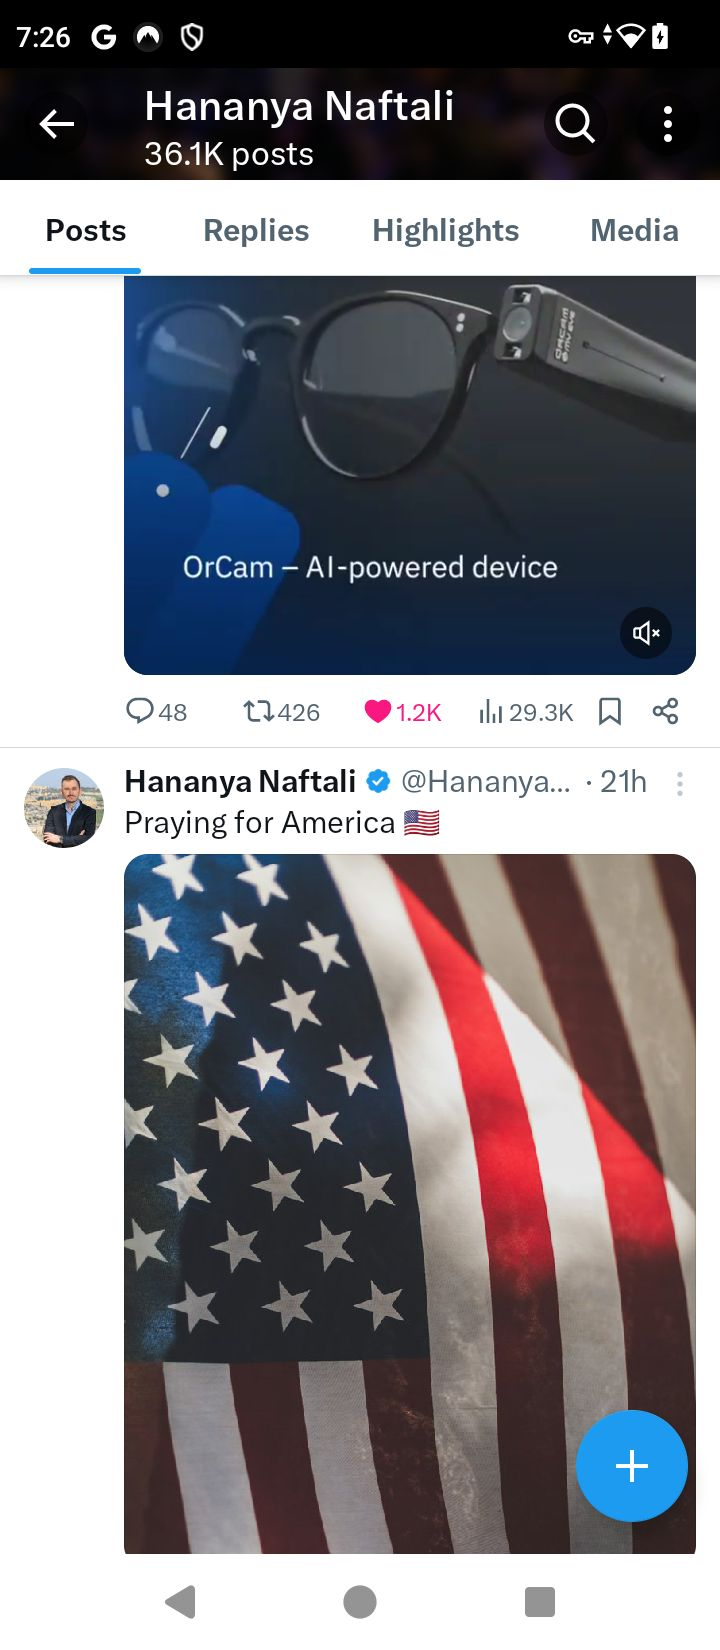 7:26
Hananya Naftali
36.1K posts
Posts Replies Highlights Media
ORCAM
OrCam – AI-powered device
48 426 1.2K 29.3K
Hananya Naftali @Hananya... · 21h
Praying for America 🇺🇸